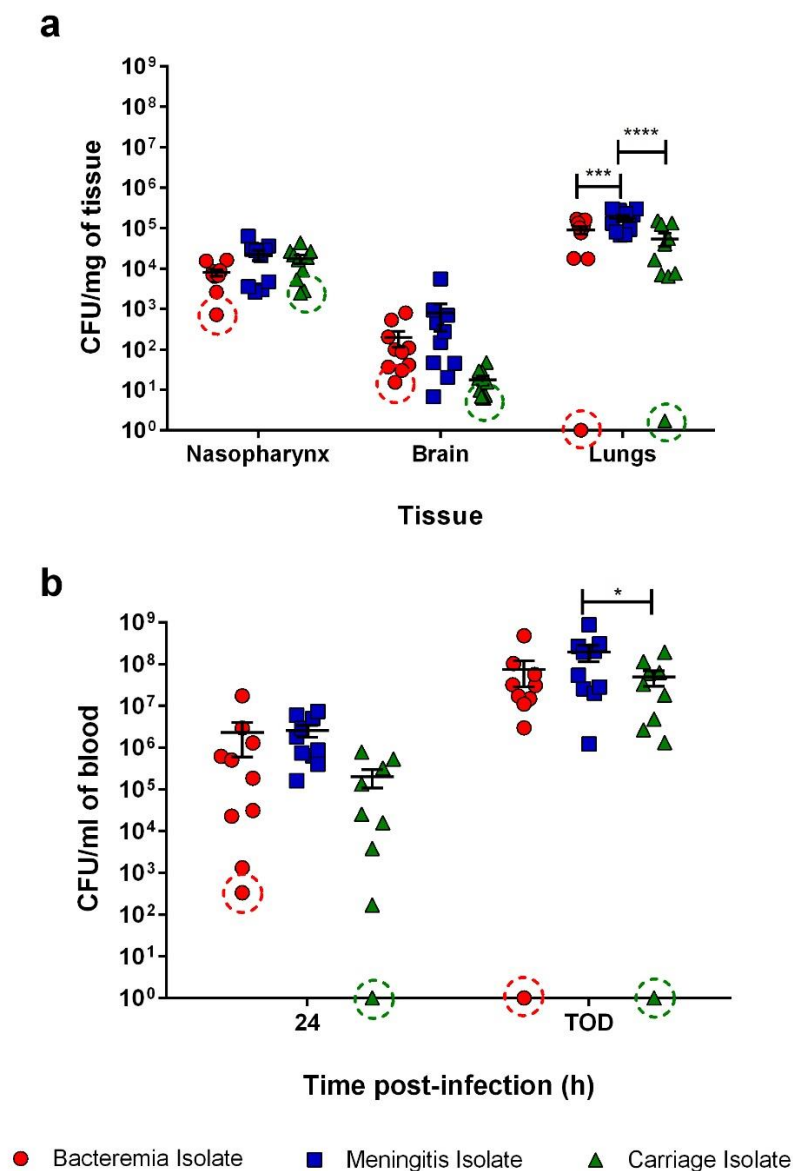 a
CFU/mg of tissue
10⁹
10⁸
10⁷
10⁶
10⁵
10⁴
10³
10²
10¹
10⁰
*** ****
Nasopharynx Brain Lungs
Tissue
b
CFU/ml of blood
10⁹
10⁸
10⁷
10⁶
10⁵
10⁴
10³
10²
10¹
10⁰
*
24 TOD
Time post-infection (h)
Bacteremia Isolate Meningitis Isolate Carriage Isolate